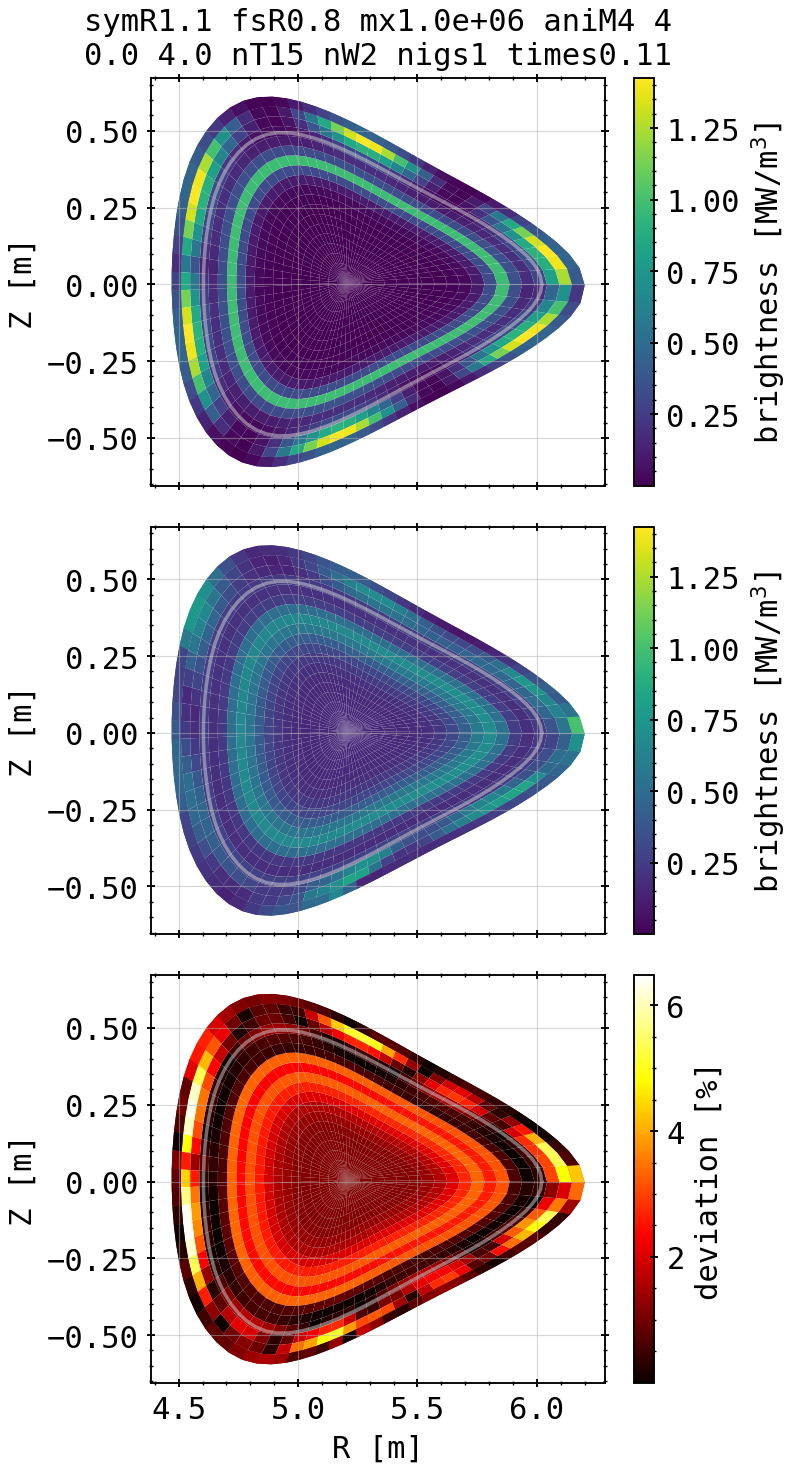 symR1.1 fsR0.8 mx1.0e+06 aniM4 4
0.0 4.0 nT15 nW2 nigs1 times0.11
0.50
0.25
0.00
−0.25
−0.50
Z [m]
1.25
1.00
0.75
0.50
0.25
brightness [MW/m³]
0.50
0.25
0.00
−0.25
−0.50
Z [m]
1.25
1.00
0.75
0.50
0.25
brightness [MW/m³]
0.50
0.25
0.00
−0.25
−0.50
Z [m]
6
4
2
deviation [%]
4.5 5.0 5.5 6.0
R [m]